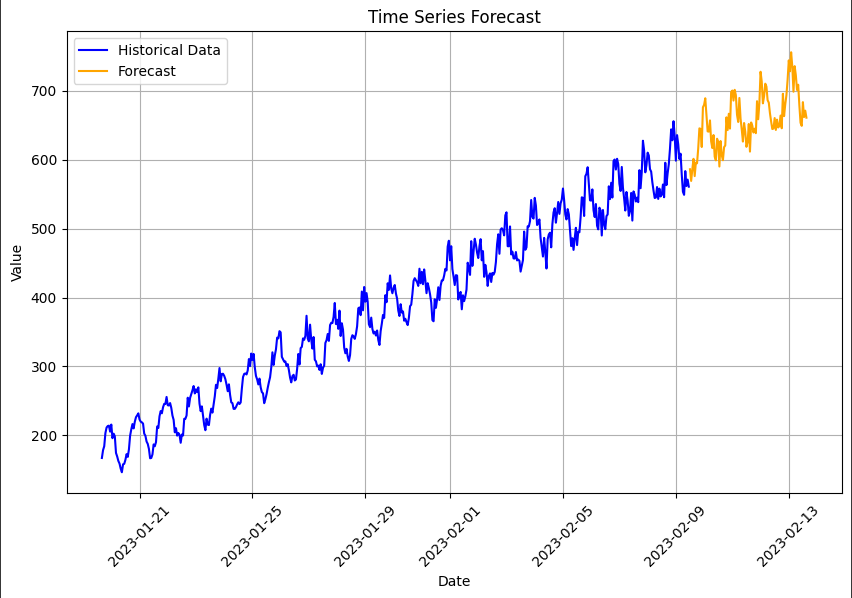 Time Series Forecast
Historical Data
Forecast
700
600
500
400
300
200
Value
2023-01-21
2023-01-25
2023-01-29
2023-02-01
2023-02-05
2023-02-09
2023-02-13
Date